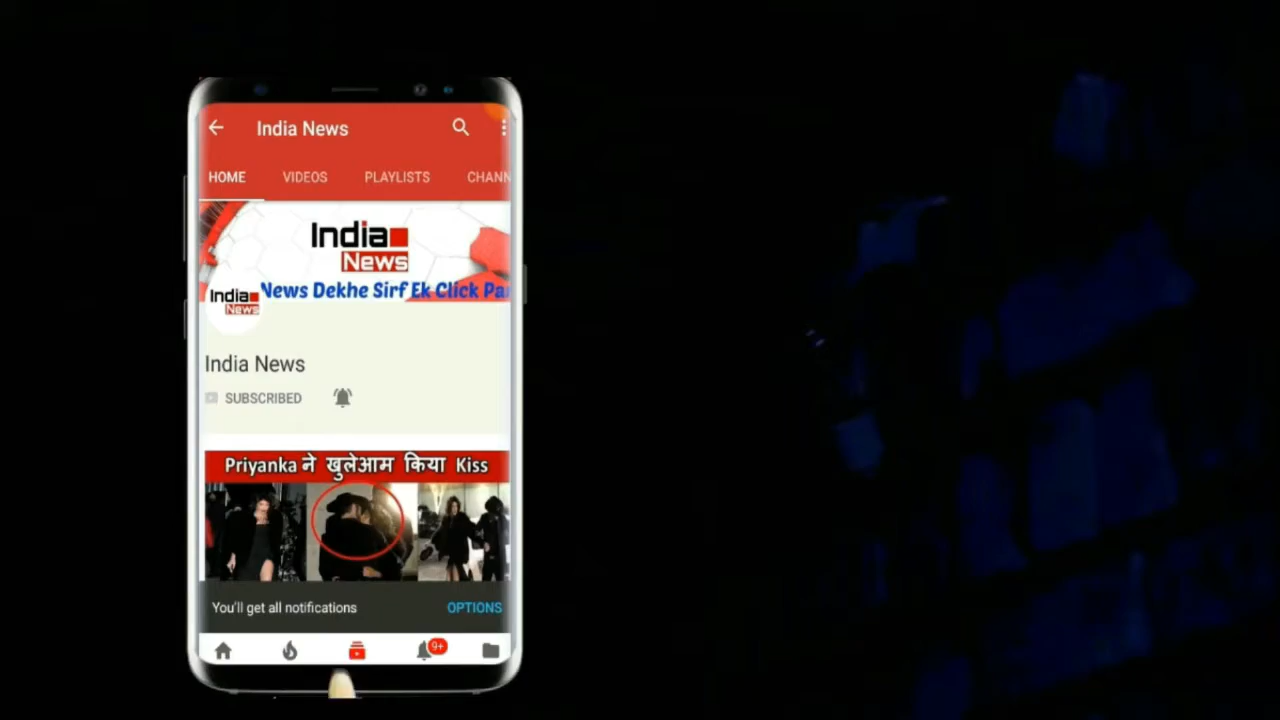 India News
HOME VIDEOS PLAYLISTS CHANN
India
News
News Dekhe Sirf Ek Click Par
India
News
India News
SUBSCRIBED
Priyanka ने खुलेआम किया Kiss
You'll get all notifications OPTIONS
9+